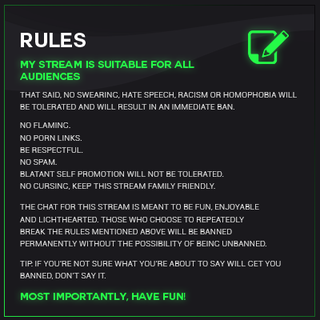 RULES
MY STREAM IS SUITABLE FOR ALL
AUDIENCES
THAT SAID, NO SWEARING, HATE SPEECH, RACISM OR HOMOPHOBIA WILL
BE TOLERATED AND WILL RESULT IN AN IMMEDIATE BAN.
NO FLAMING.
NO PORN LINKS.
BE RESPECTFUL.
NO SPAM.
BLATANT SELF PROMOTION WILL NOT BE TOLERATED.
NO CURSING, KEEP THIS STREAM FAMILY FRIENDLY.
THE CHAT FOR THIS STREAM IS MEANT TO BE FUN, ENJOYABLE
AND LIGHTHEARTED. THOSE WHO CHOOSE TO REPEATEDLY
BREAK THE RULES MENTIONED ABOVE WILL BE BANNED
PERMANENTLY WITHOUT THE POSSIBILITY OF BEING UNBANNED.
TIP: IF YOU'RE NOT SURE WHAT YOU'RE ABOUT TO SAY WILL GET YOU
BANNED, DON'T SAY IT.
MOST IMPORTANTLY, HAVE FUN!